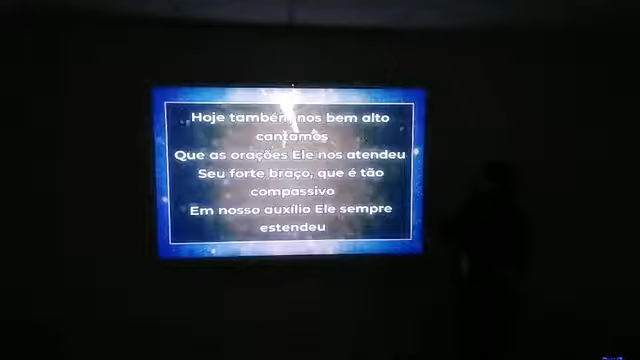 Hoje também nos bem alto
cantamos
Que as orações Ele nos atendeu
Seu forte braço, que é tão
compassivo
Em nosso auxílio Ele sempre
estendeu